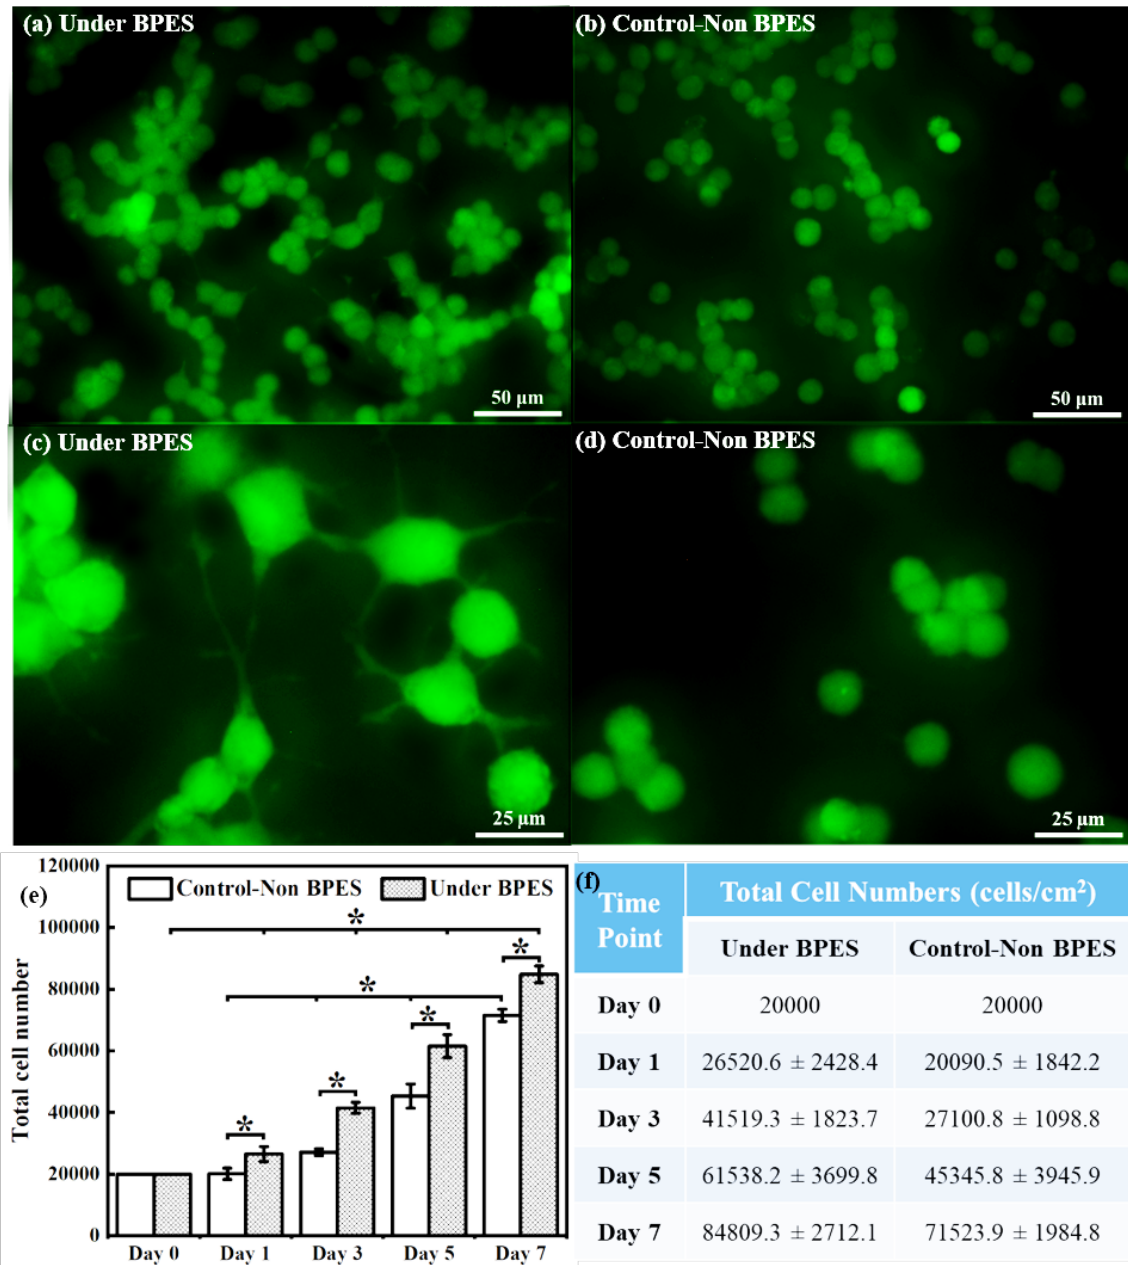 (a) Under BPES
(b) Control-Non BPES
50 μm
50 μm
(c) Under BPES
(d) Control-Non BPES
25 μm
25 μm
(e)
Control-Non BPES
Under BPES
Total cell number
120000
100000
80000
60000
40000
20000
0
*
*
*
*
*
*
Day 0 Day 1 Day 3 Day 5 Day 7
(f)
Time Point
Total Cell Numbers (cells/cm²)
Under BPES Control-Non BPES
Day 0 20000 20000
Day 1 26520.6 ± 2428.4 20090.5 ± 1842.2
Day 3 41519.3 ± 1823.7 27100.8 ± 1098.8
Day 5 61538.2 ± 3699.8 45345.8 ± 3945.9
Day 7 84809.3 ± 2712.1 71523.9 ± 1984.8